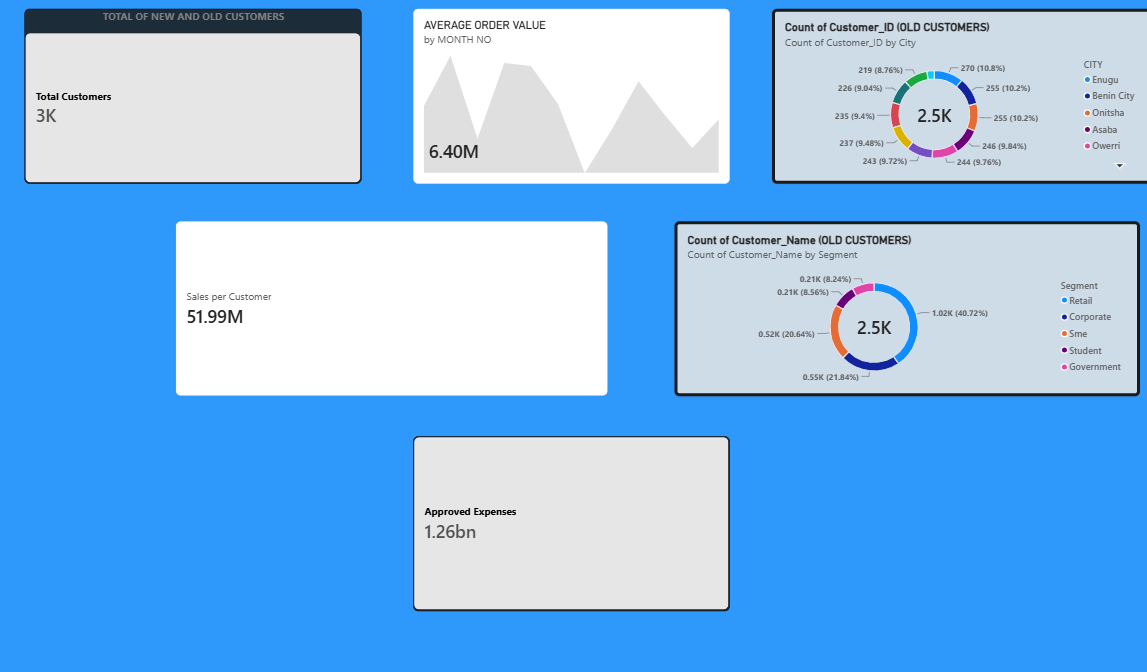 TOTAL OF NEW AND OLD CUSTOMERS
Total Customers
3K
AVERAGE ORDER VALUE
by MONTH NO
6.40M
Count of Customer_ID (OLD CUSTOMERS)
Count of Customer_ID by City
219 (8.76%)
270 (10.8%)
226 (9.04%)
255 (10.2%)
235 (9.4%)
2.5K
255 (10.2%)
237 (9.48%)
246 (9.84%)
243 (9.72%)
244 (9.76%)
CITY
Enugu
Benin City
Onitsha
Asaba
Owerri
Sales per Customer
51.99M
Count of Customer_Name (OLD CUSTOMERS)
Count of Customer_Name by Segment
0.21K (8.24%)
0.21K (8.56%)
1.02K (40.72%)
2.5K
0.52K (20.64%)
0.55K (21.84%)
Segment
Retail
Corporate
Sme
Student
Government
Approved Expenses
1.26bn